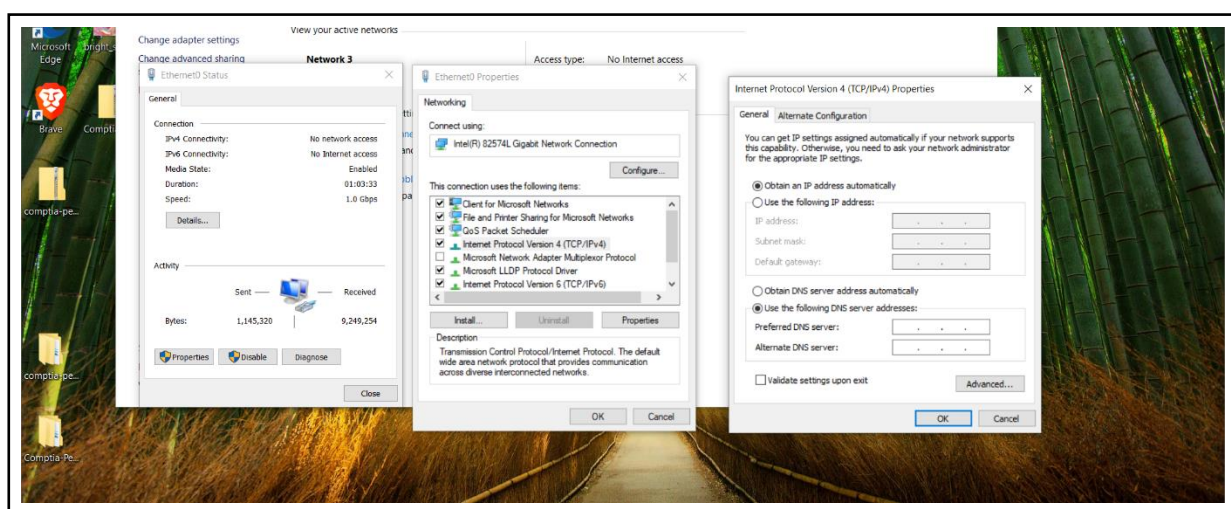 Microsoft
Edge
bright_s
Brave
Compti
comptia-pe...
comptia-pe...
Comptia-Pe...
View your active networks
Change adapter settings
Change advanced sharing
Network 3
Access type: No Internet access
Ethernet0 Status
General
Connection
IPv4 Connectivity: No network access
IPv6 Connectivity: No Internet access
Media State: Enabled
Duration: 01:03:33
Speed: 1.0 Gbps
Details...
Activity
Sent Received
Bytes: 1,145,320 9,249,254
Properties Disable Diagnose
Close
Ethernet0 Properties
Networking
Connect using:
Intel(R) 82574L Gigabit Network Connection
Configure...
This connection uses the following items:
Client for Microsoft Networks
File and Printer Sharing for Microsoft Networks
QoS Packet Scheduler
Internet Protocol Version 4 (TCP/IPv4)
Microsoft Network Adapter Multiplexor Protocol
Microsoft LLDP Protocol Driver
Internet Protocol Version 6 (TCP/IPv6)
Install... Uninstall Properties
Description
Transmission Control Protocol/Internet Protocol. The default
wide area network protocol that provides communication
across diverse interconnected networks.
OK Cancel
Internet Protocol Version 4 (TCP/IPv4) Properties
General Alternate Configuration
You can get IP settings assigned automatically if your network supports
this capability. Otherwise, you need to ask your network administrator
for the appropriate IP settings.
Obtain an IP address automatically
Use the following IP address:
IP address:
Subnet mask:
Default gateway:
Obtain DNS server address automatically
Use the following DNS server addresses:
Preferred DNS server:
Alternate DNS server:
Validate settings upon exit
Advanced...
OK Cancel